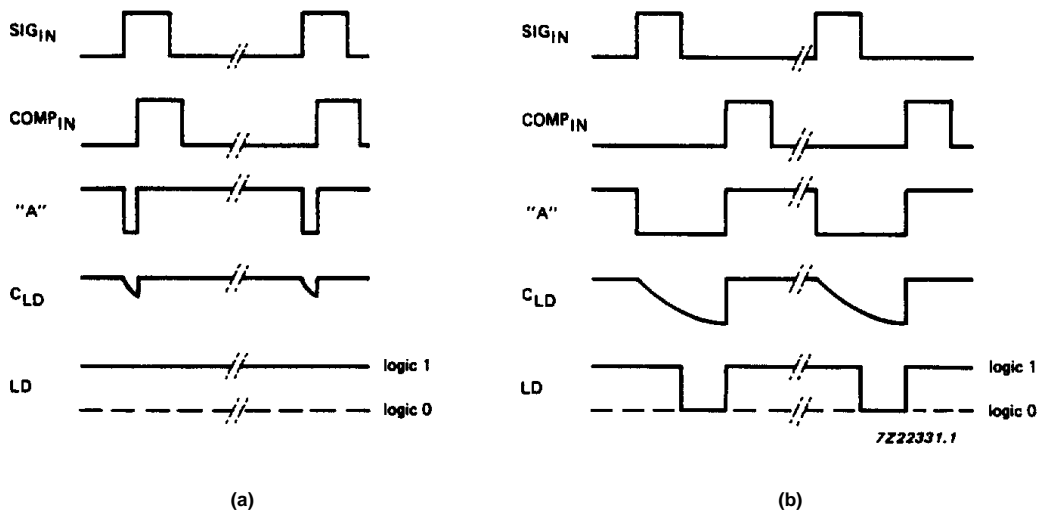 SIGIN
COMPIN
"A"
CLD
LD
logic 1
logic 0
(a)
SIGIN
COMPIN
"A"
CLD
LD
logic 1
logic 0
7Z22331.1
(b)